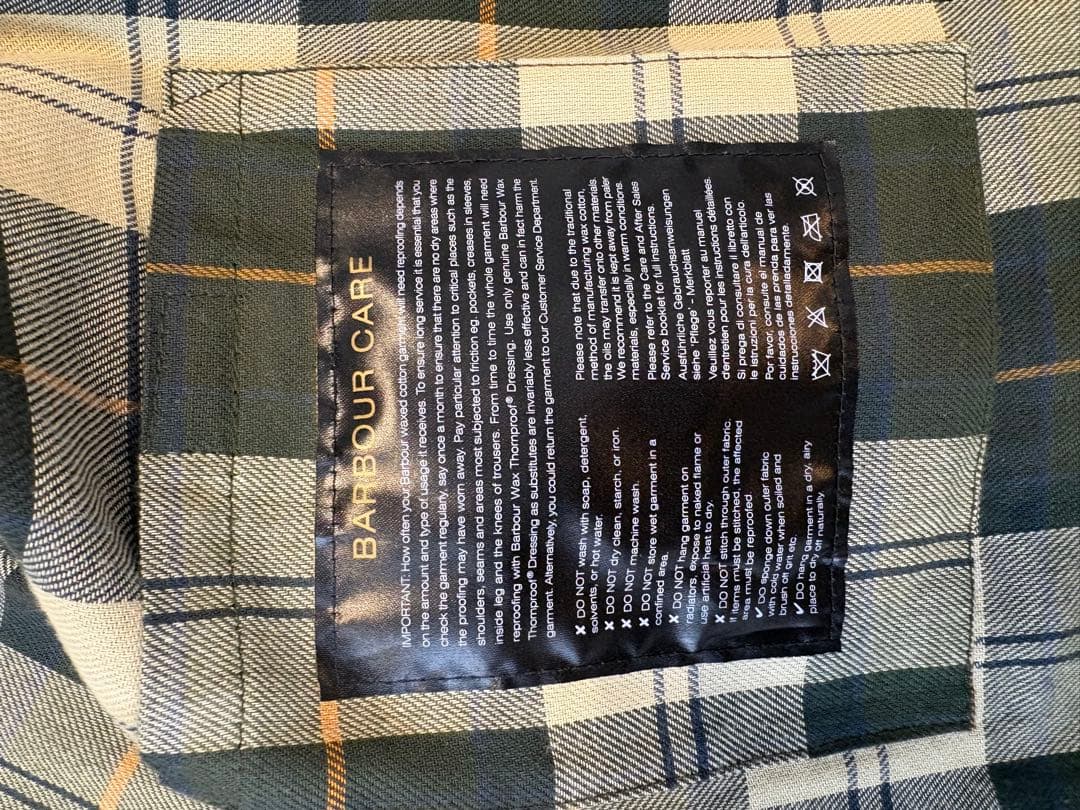 BARBOUR CARE
IMPORTANT: How often your Barbour waxed cotton garment will need reproofing depends
on the amount and type of usage it receives. To ensure long service it is essential that you
check the garment regularly, say once a month to ensure that there are no dry areas where
the proofing may have worn away. Pay particular attention to critical places such as the
shoulders, seams and areas most subjected to friction eg. pockets, creases in sleeves,
inside leg and the knees of trousers. From time to time the whole garment will need
reproofing with Barbour Wax Thornproof® Dressing. Use only genuine Barbour Wax
Thornproof® Dressing as substitutes are invariably less effective and can in fact harm the
garment. Alternatively, you could return the garment to our Customer Service Department.
✘ DO NOT wash with soap, detergent,
solvents, or hot water.
✘ DO NOT dry clean, starch, or iron.
✘ DO NOT machine wash.
✘ DO NOT store wet garment in a
confined area.
✘ DO NOT hang garment on
radiators, expose to naked flame or
use artificial heat to dry.
✘ DO NOT stitch through outer fabric.
If items must be stitched, the affected
area must be reproofed.
✔ DO sponge down outer fabric
with cold water when soiled and
brush off grit etc.
✔ DO hang garment in a dry, airy
place to dry off naturally.
Please note that due to the traditional
method of manufacturing wax cotton,
the oils may transfer onto other materials.
We recommend it is kept away from paler
materials, especially in warm conditions.
Please refer to the Care and After Sales
Service booklet for full instructions.
Ausführliche Gebrauchsanweisungen
siehe 'Pflege' - Merkblatt
Veuillez vous reporter au manuel
d'entretien pour les instructions détaillées.
Si prega di consultare il libretto con
le istruzioni per la cura dell'articolo.
Por favor, consulte el manual de
cuidados de las prenda para ver las
instrucciones detalladamente.